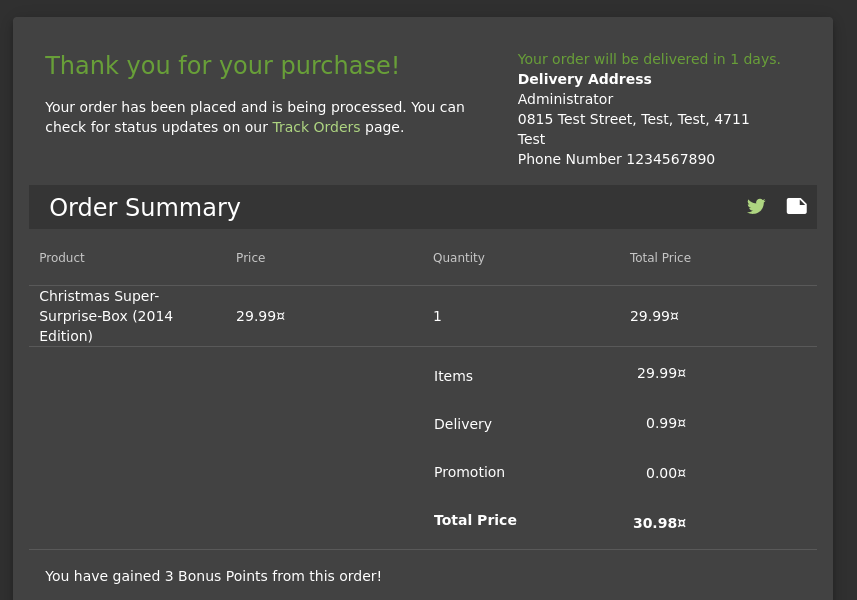 Thank you for your purchase!
Your order has been placed and is being processed. You can
check for status updates on our Track Orders page.
Your order will be delivered in 1 days.
Delivery Address
Administrator
0815 Test Street, Test, Test, 4711
Test
Phone Number 1234567890
Order Summary
Product Price Quantity Total Price
Christmas Super-
Surprise-Box (2014
Edition)
29.99¤ 1 29.99¤
Items 29.99¤
Delivery 0.99¤
Promotion 0.00¤
Total Price 30.98¤
You have gained 3 Bonus Points from this order!